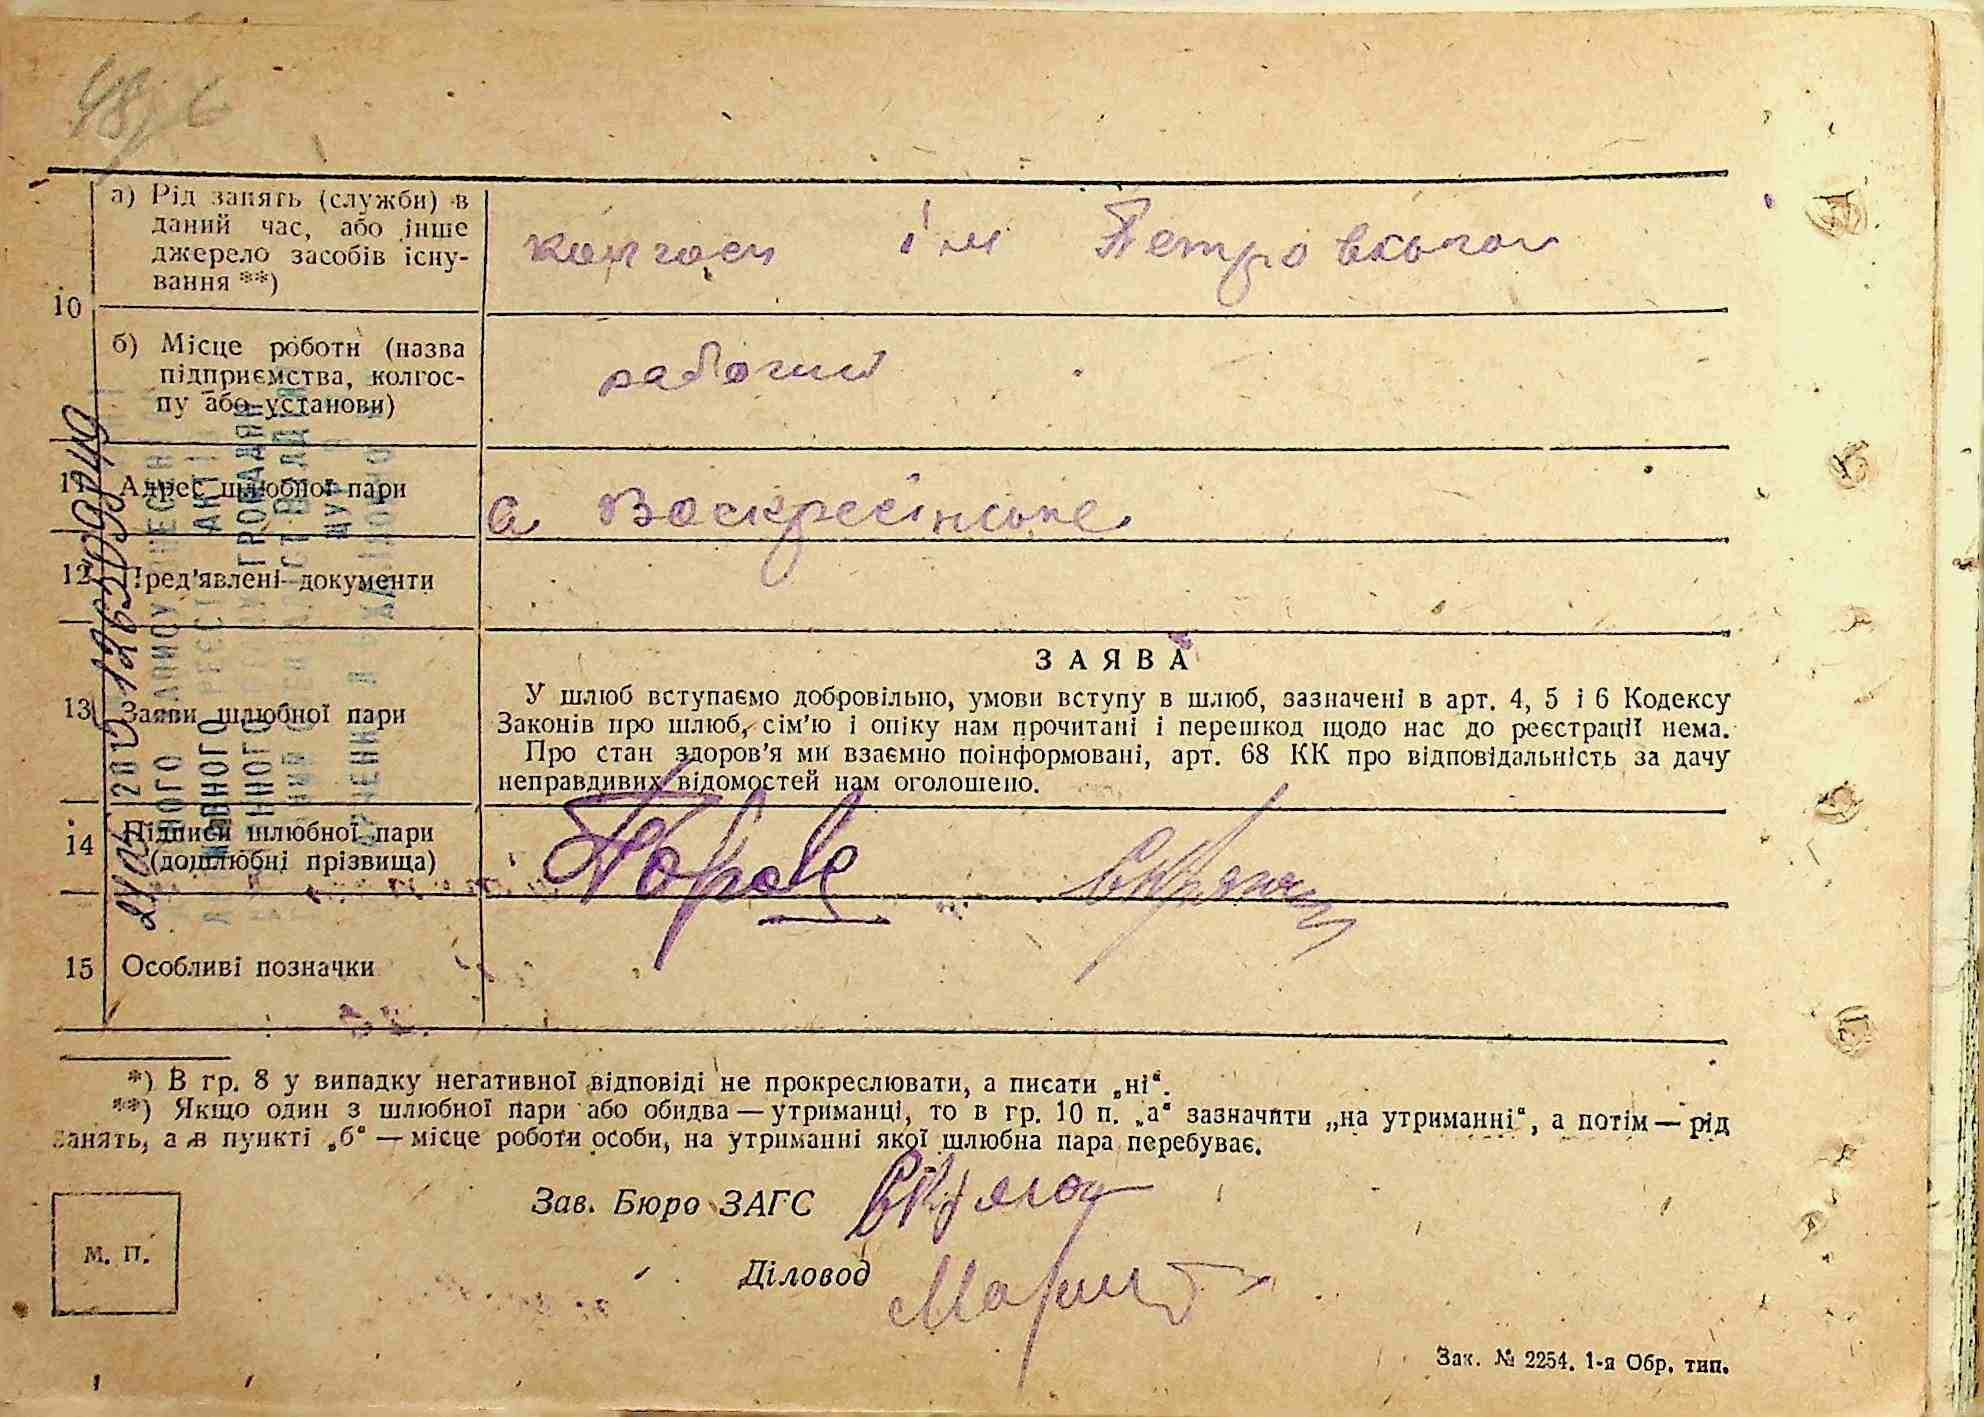 а) Рід занять (служби) в
даний час, або інше
джерело засобів існу-
вання **)
колгосп ім Петровського
10
б) Місце роботи (назва
підприємства, колгос-
пу або установи)
рабочий
11 Адрес шлюбної пари
с. Воскресінське
12 Пред'явлені документи
13 Заяви шлюбної пари
ЗАЯВА
У шлюб вступаємо добровільно, умови вступу в шлюб, зазначені в арт. 4, 5 і 6 Кодексу
Законів про шлюб, сім'ю і опіку нам прочитані і перешкод щодо нас до реєстрації нема.
Про стан здоров'я ми взаємно поінформовані, арт. 68 КК про відповідальність за дачу
неправдивих відомостей нам оголошено.
14 Підписи шлюбної пари
(дошлюбні прізвища)
15 Особливі позначки
*) В гр. 8 у випадку негативної відповіді не прокреслювати, а писати „ні“.
**) Якщо один з шлюбної пари або обидва — утриманці, то в гр. 10 п. „а“ зазначити „на утриманні“, а потім — рід
занять, а в пункті „б“ — місце роботи особи, на утриманні якої шлюбна пара перебуває.
Зав. Бюро ЗАГС
М. П.
Діловод
Зак. № 2254. 1-я Обр. тип.